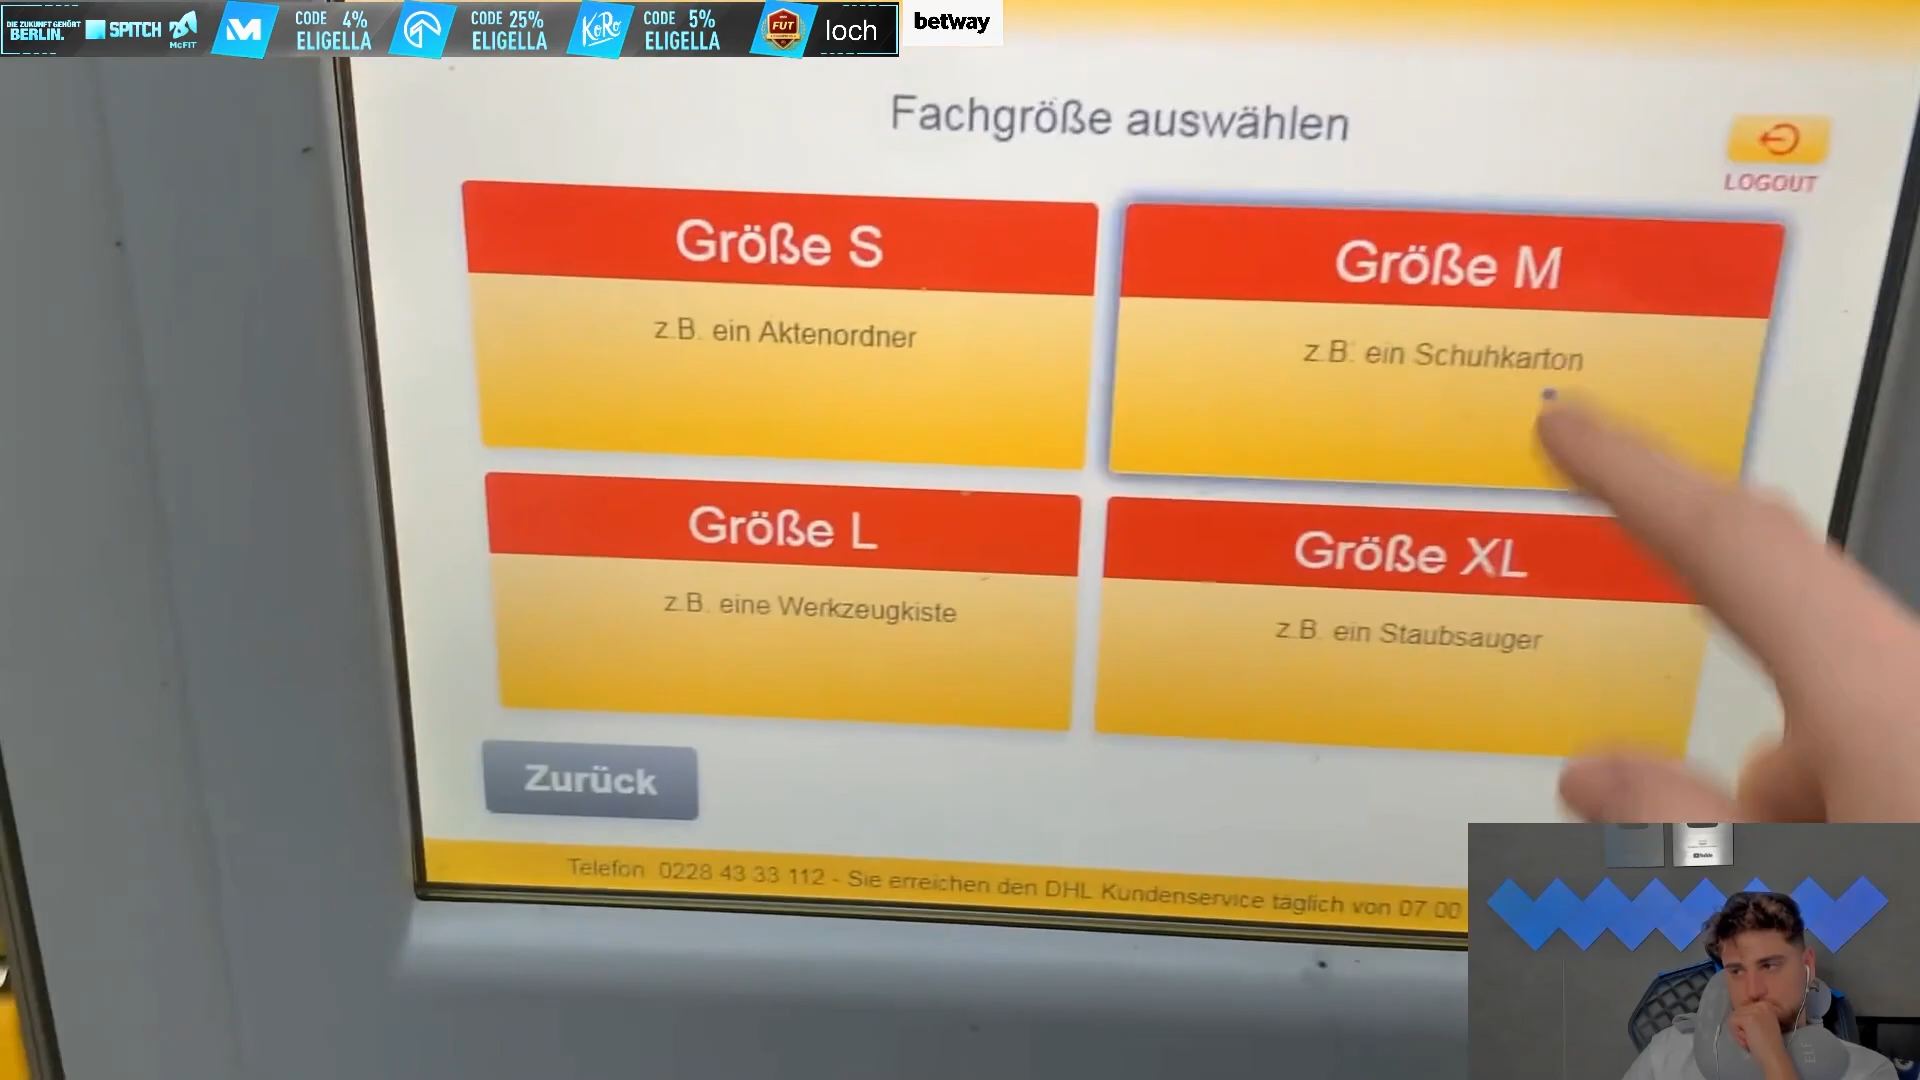 DIE ZUKUNFT GEHÖRT
BERLIN.
SPITCH
McFIT
CODE 4%
ELIGELLA
CODE 25%
ELIGELLA
KoRo
CODE 5%
ELIGELLA
FUT
loch
betway
Fachgröße auswählen
LOGOUT
Größe S
z.B. ein Aktenordner
Größe M
z.B. ein Schuhkarton
Größe L
z.B. eine Werkzeugkiste
Größe XL
z.B. ein Staubsauger
Zurück
Telefon 0228 43 33 112 - Sie erreichen den DHL Kundenservice täglich von 07 00
YouTube